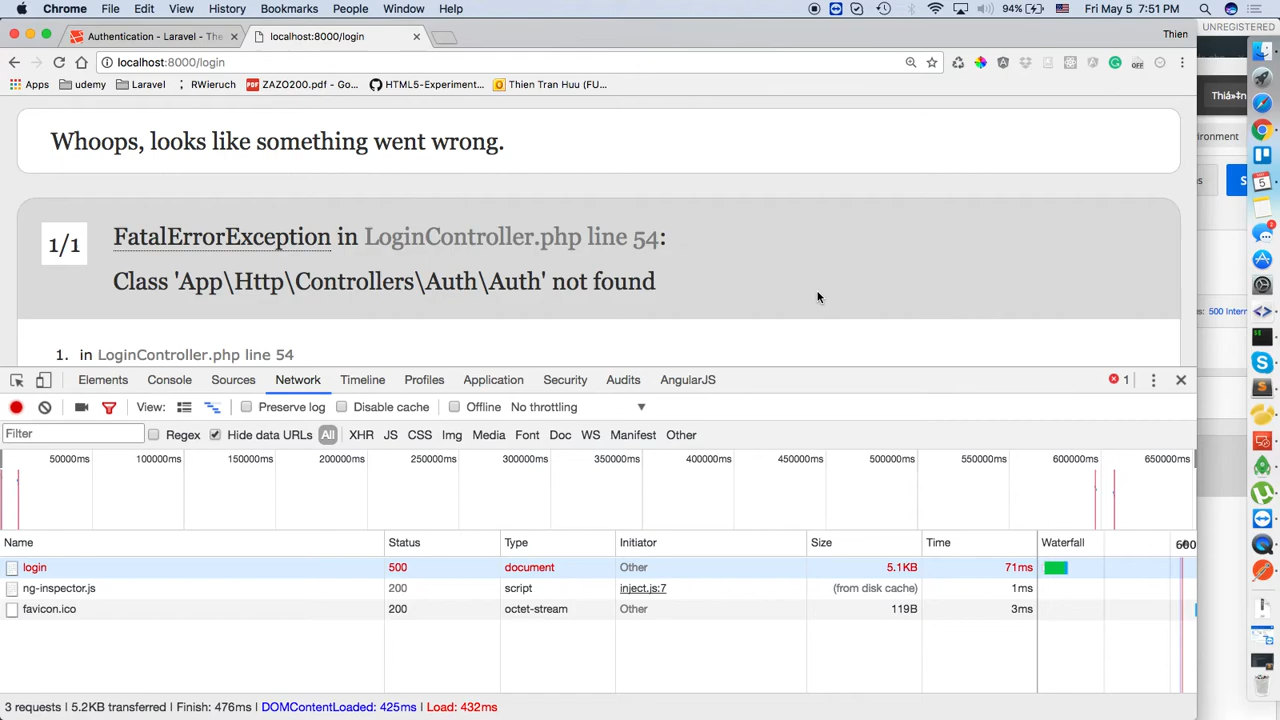 Chrome File Edit View History Bookmarks People Window Help 94% Fri May 5 7:51 PM
Authentication - Laravel - The... localhost:8000/login Thien UNREGISTERED
localhost:8000/login
Apps udemy Laravel RWieruch ZAZO200.pdf - Go... HTML5-Experiment... Thien Tran Huu (FU...
Whoops, looks like something went wrong.
1/1 FatalErrorException in LoginController.php line 54:
Class 'App\Http\Controllers\Auth\Auth' not found
1. in LoginController.php line 54
Elements Console Sources Network Timeline Profiles Application Security Audits AngularJS 1
View: Preserve log Disable cache Offline No throttling
Filter Regex Hide data URLs All XHR JS CSS Img Media Font Doc WS Manifest Other
50000ms 100000ms 150000ms 200000ms 250000ms 300000ms 350000ms 400000ms 450000ms 500000ms 550000ms 600000ms 650000ms
Name Status Type Initiator Size Time Waterfall 600
login 500 document Other 5.1KB 71ms
ng-inspector.js 200 script inject.js:7 (from disk cache) 1ms
favicon.ico 200 octet-stream Other 119B 3ms
3 requests | 5.2KB transferred | Finish: 476ms | DOMContentLoaded: 425ms | Load: 432ms